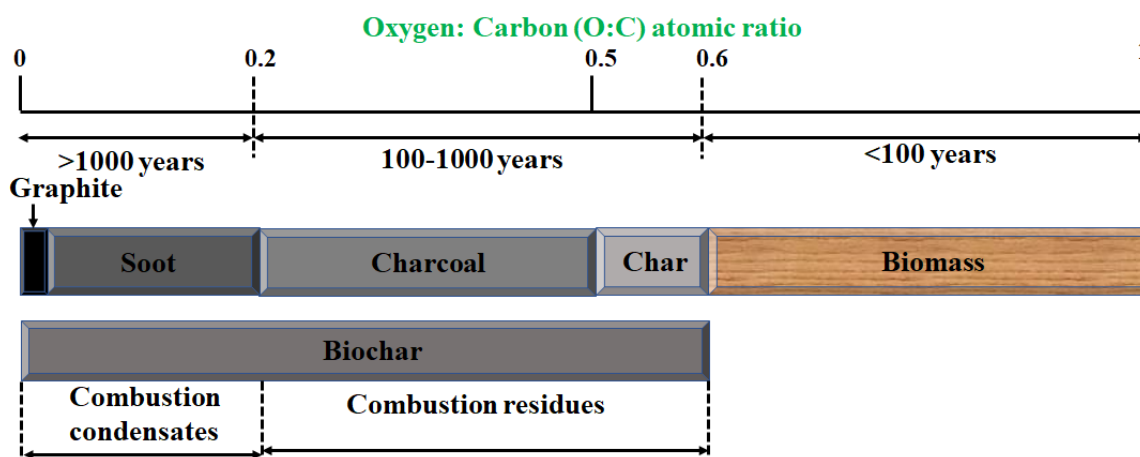 Oxygen: Carbon (O:C) atomic ratio
0 0.2 0.5 0.6
>1000 years 100-1000 years <100 years
Graphite
Soot Charcoal Char Biomass
Biochar
Combustion condensates
Combustion residues